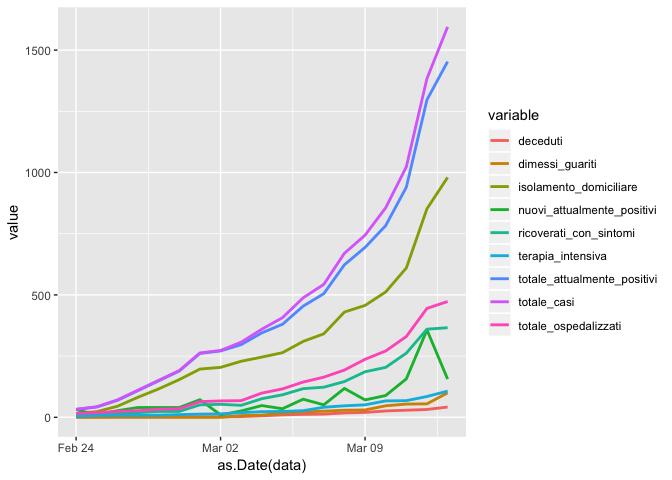 1500
1000
500
0
value
Feb 24
Mar 02
Mar 09
as.Date(data)
variable
deceduti
dimessi_guariti
isolamento_domiciliare
nuovi_attualmente_positivi
ricoverati_con_sintomi
terapia_intensiva
totale_attualmente_positivi
totale_casi
totale_ospedalizzati